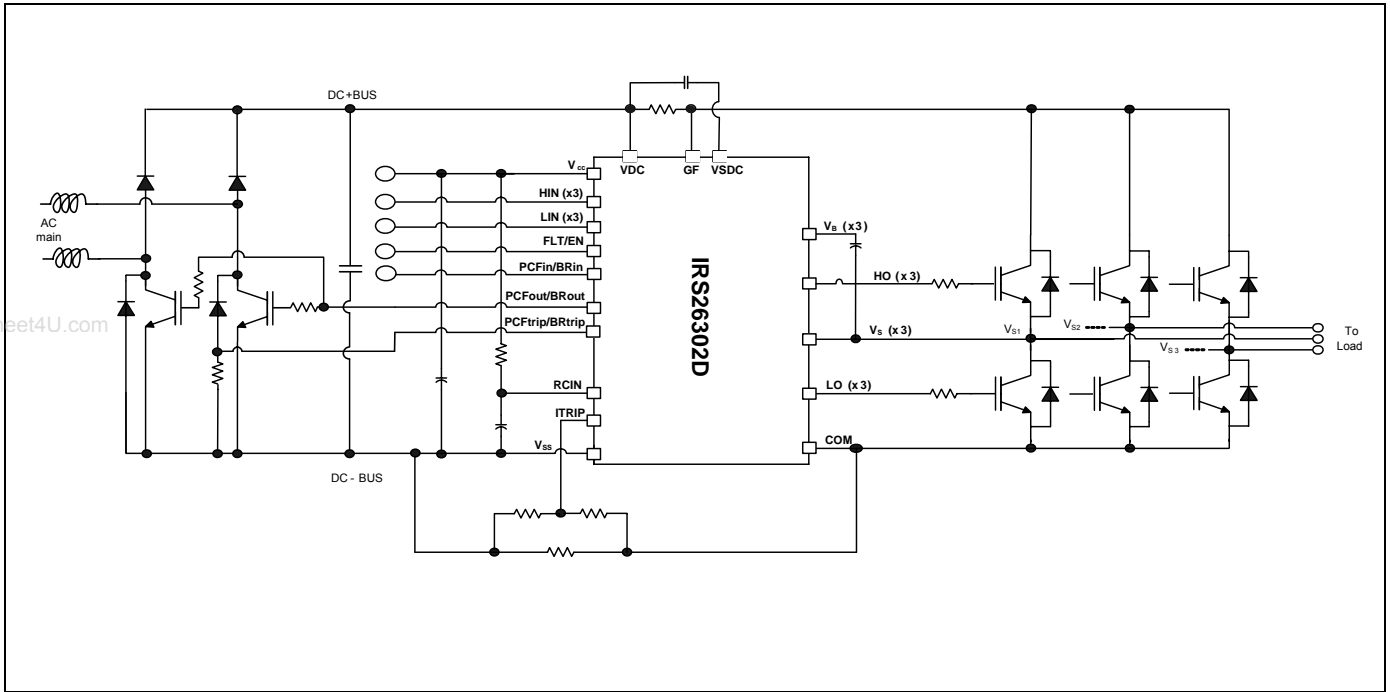 DC+BUS
VDC
GF
VSDC
Vcc
HIN (x3)
LIN (x3)
FLT/EN
PCFin/BRin
PCFout/BRout
PCFtrip/BRtrip
RCIN
ITRIP
VSS
AC
main
DC - BUS
IRS26302D
VB (x3)
HO (x3)
VS (x3)
LO (x3)
COM
VS1
VS2
VS3
To
Load
eet4U.com